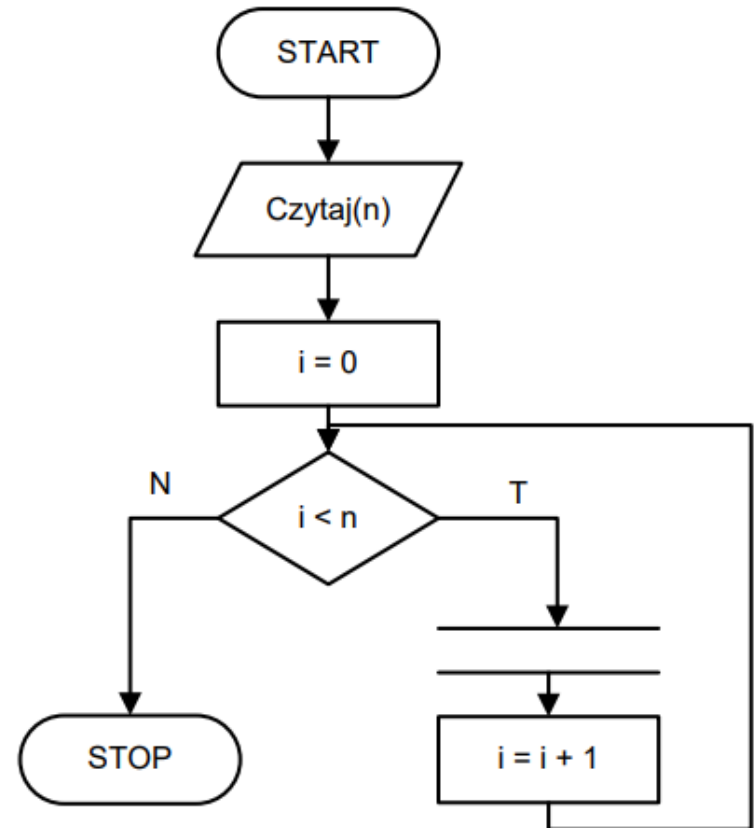 START
Czytaj(n)
i = 0
i < n
N
T
i = i + 1
STOP